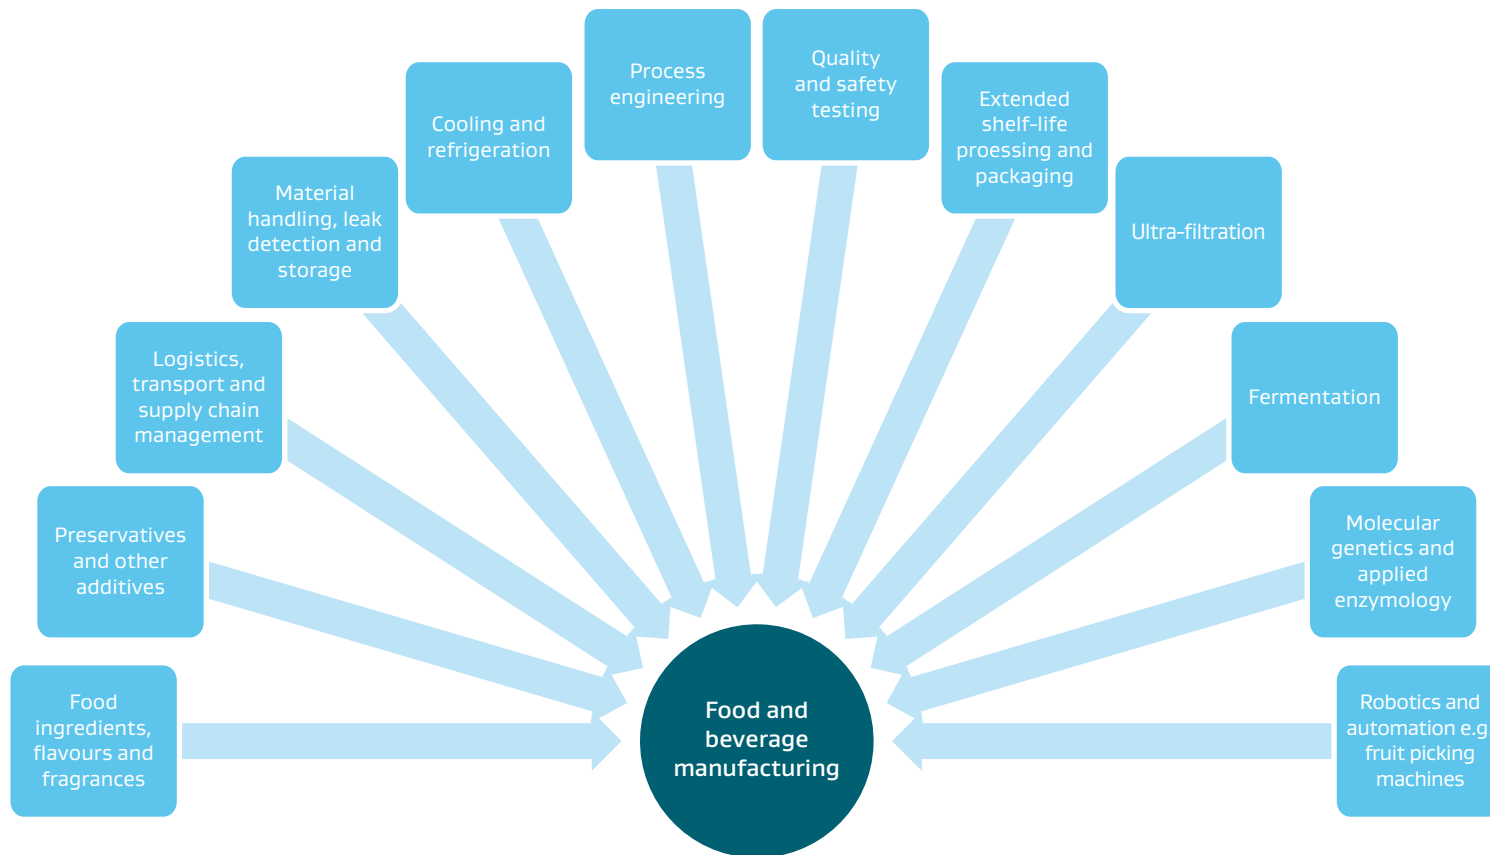 Process
engineering
Quality
and safety
testing
Cooling and
refrigeration
Extended
shelf-life
proessing and
packaging
Material
handling, leak
detection and
storage
Ultra-filtration
Logistics,
transport and
supply chain
management
Fermentation
Preservatives
and other
additives
Molecular
genetics and
applied
enzymology
Food
ingredients,
flavours and
fragrances
Food and
beverage
manufacturing
Robotics and
automation e.g.
fruit picking
machines